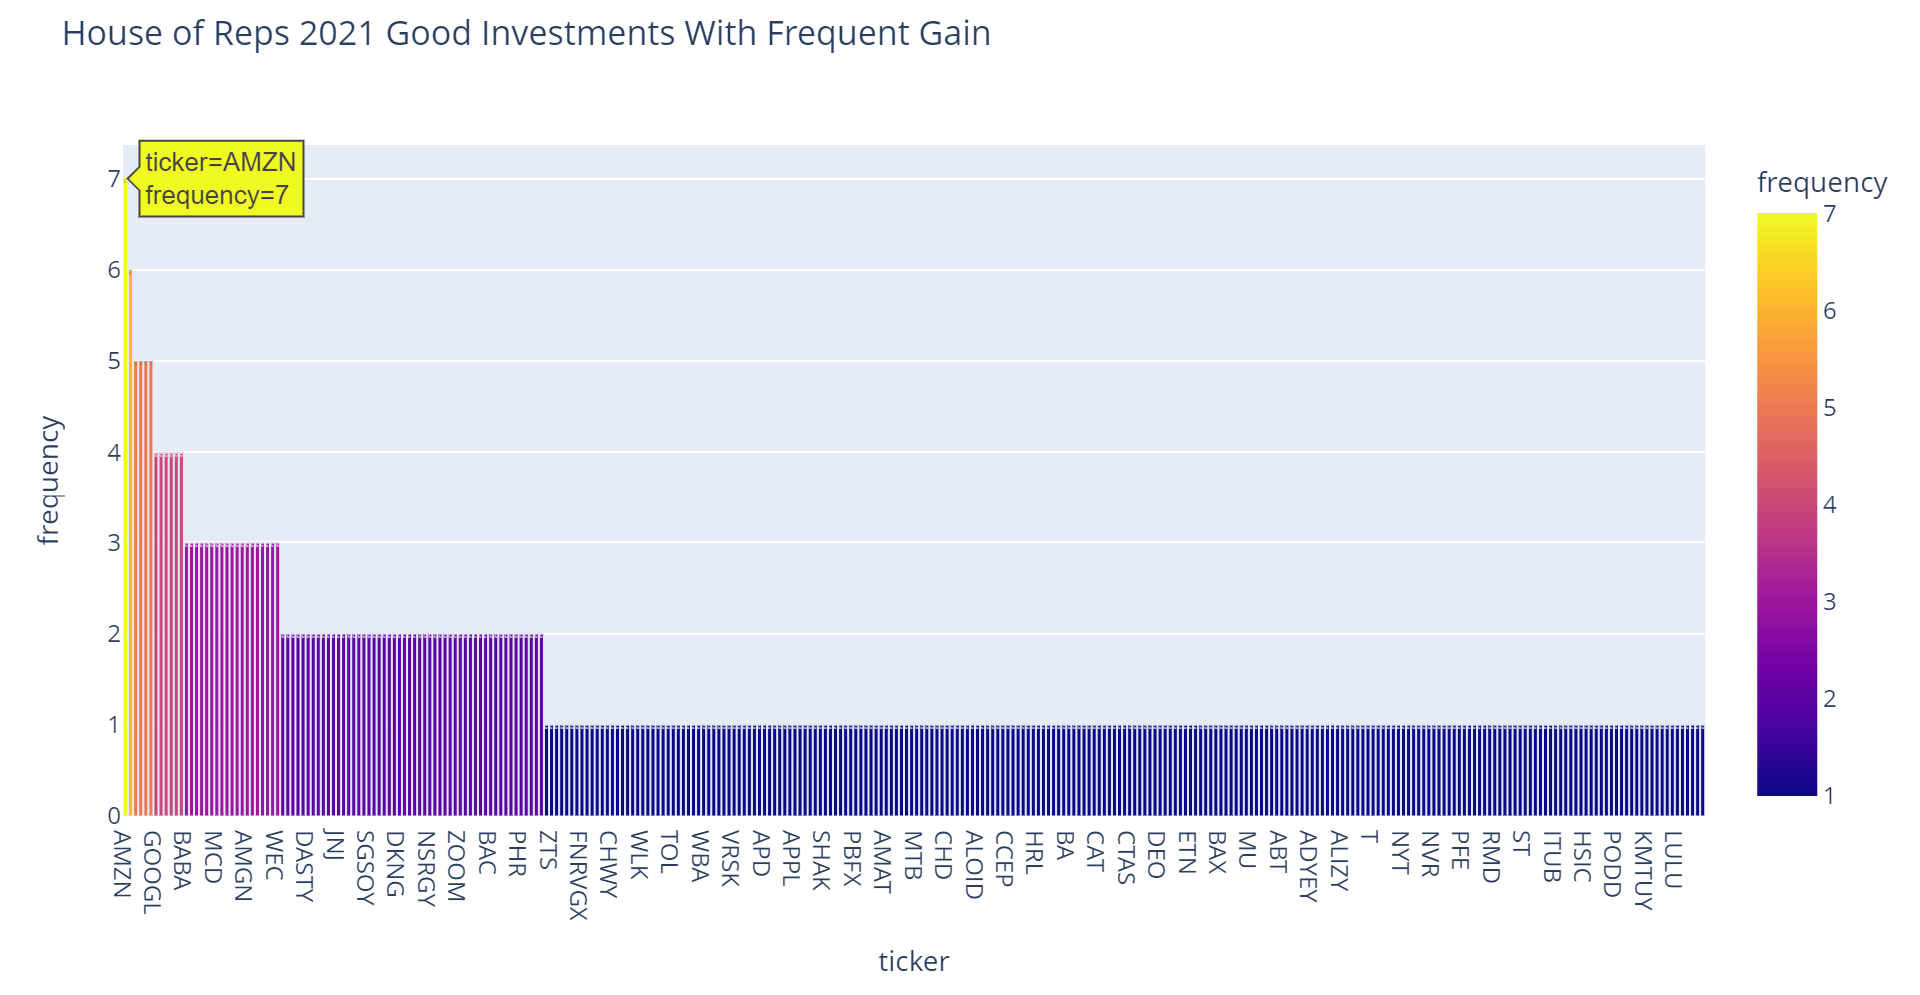 House of Reps 2021 Good Investments With Frequent Gain
ticker=AMZN
frequency=7
frequency
7
6
5
4
3
2
1
0
frequency
7
6
5
4
3
2
1
AMZN
GOOGL
BABA
MCD
AMGN
WEC
DASTY
JNJ
SGSOY
DKNG
NSRGY
ZOOM
BAC
PHR
ZTS
FNRVGX
CHWY
WLK
TOL
WBA
VRSK
APD
APPL
SHAK
PBFX
AMAT
MTB
CHD
ALOID
CCEP
HRL
BA
CAT
CTAS
DEO
ETN
BAX
MU
ABT
ADYEY
ALIZY
T
NYT
NVR
PFE
RMD
ST
ITUB
HSIC
PODD
KMTUY
LULU
ticker